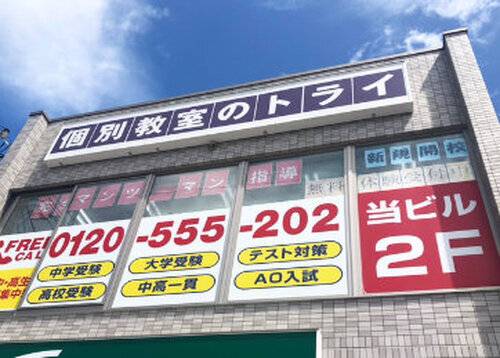 個別教室のトライ
完全マンツーマン指導
新規開校
無料体験受付中
FREE CALL
0120-555-202
当ビル
2F
中学受験
大学受験
テスト対策
高校受験
中高一貫
AO入試